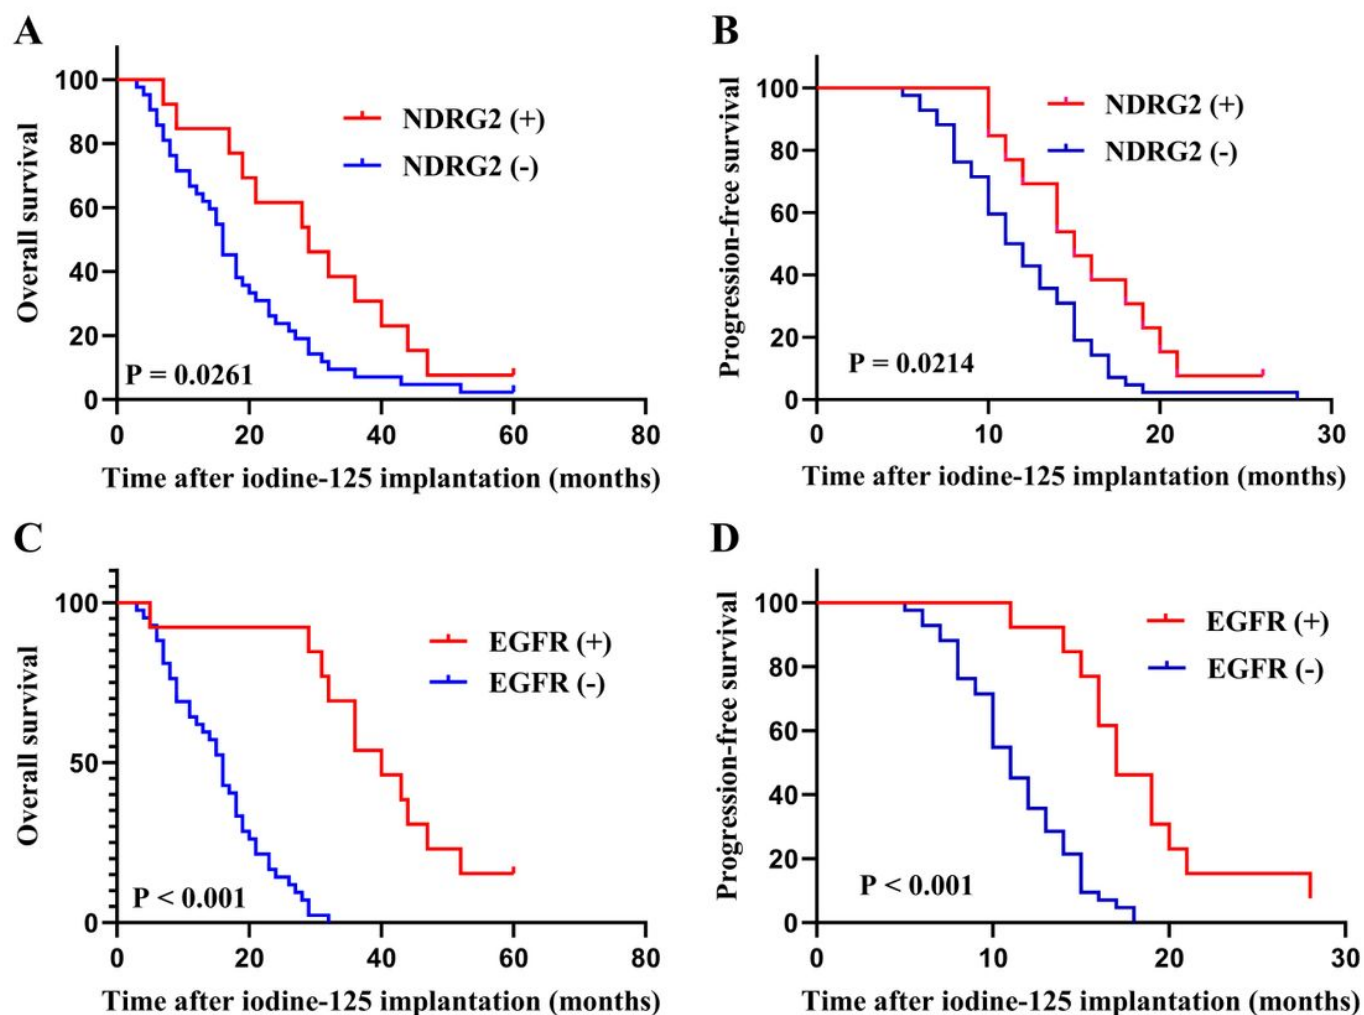 A
Overall survival
100
80
60
40
20
0
NDRG2 (+)
NDRG2 (-)
P = 0.0261
0 20 40 60 80
Time after iodine-125 implantation (months)
B
Progression-free survival
100
80
60
40
20
0
NDRG2 (+)
NDRG2 (-)
P = 0.0214
0 10 20 30
Time after iodine-125 implantation (months)
C
Overall survival
100
50
0
EGFR (+)
EGFR (-)
P < 0.001
0 20 40 60 80
Time after iodine-125 implantation (months)
D
Progression-free survival
100
80
60
40
20
0
EGFR (+)
EGFR (-)
P < 0.001
0 10 20 30
Time after iodine-125 implantation (months)